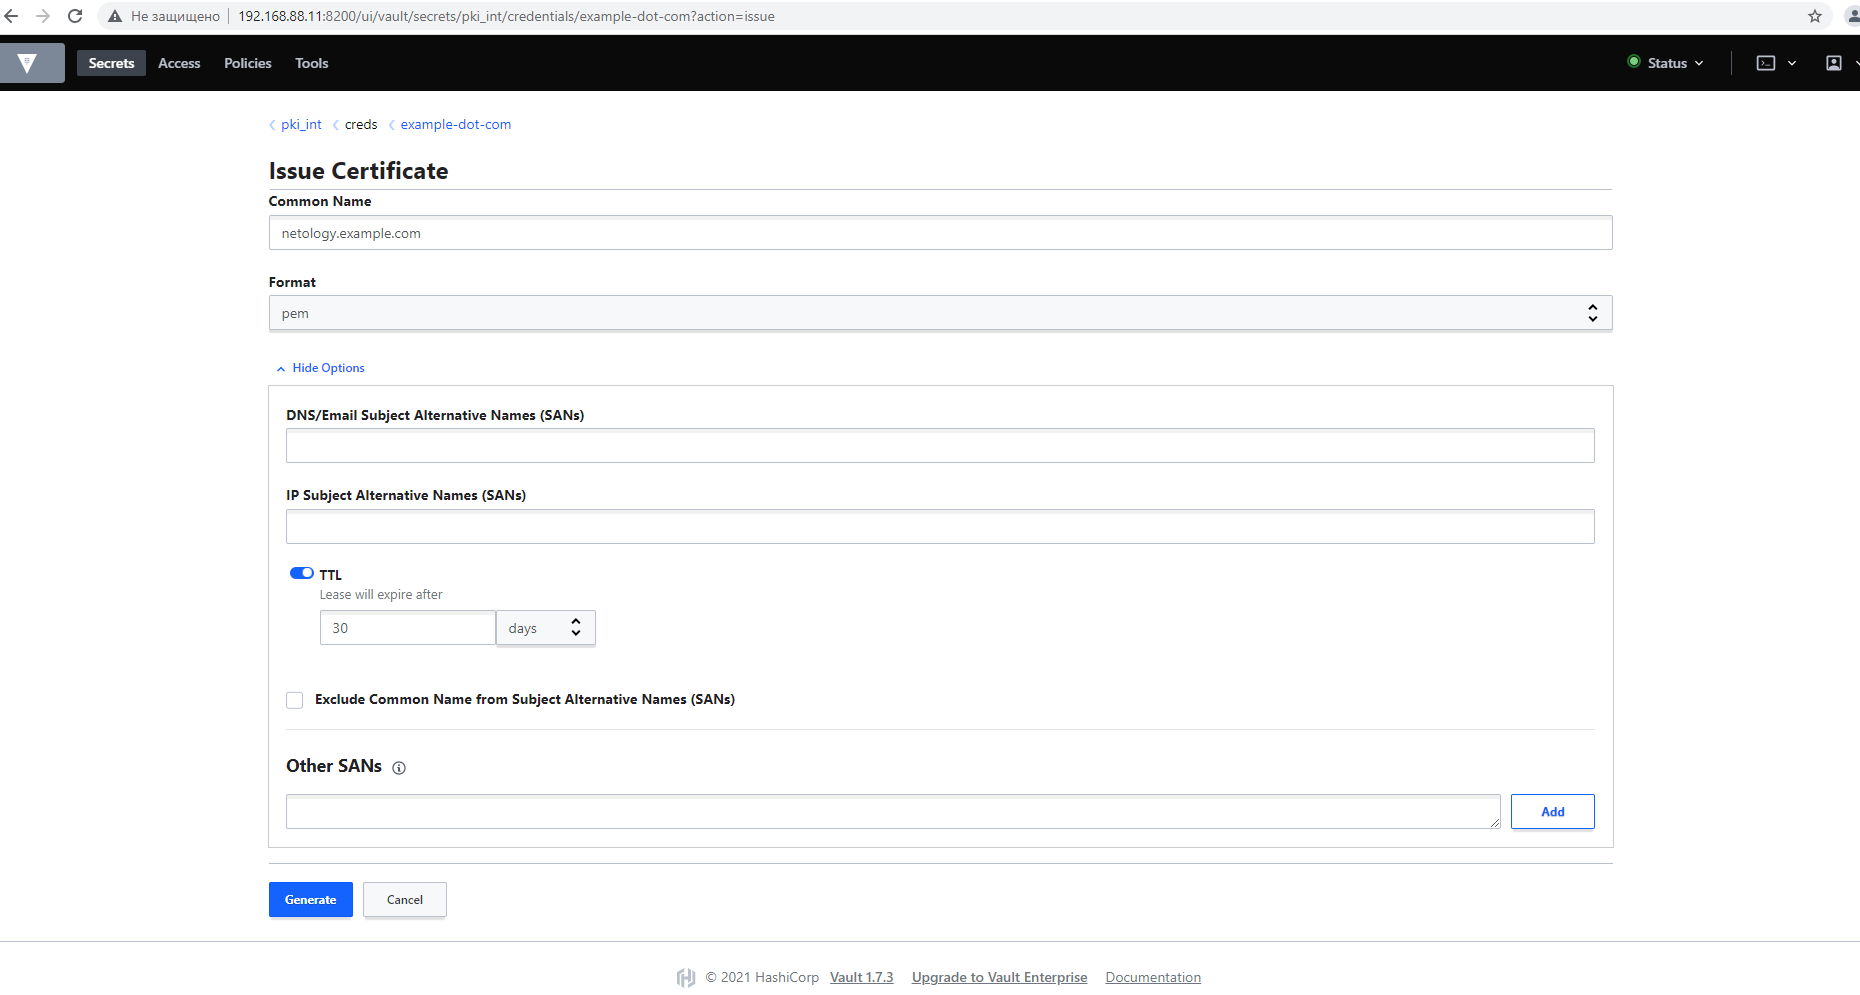 Не защищено 192.168.88.11:8200/ui/vault/secrets/pki_int/credentials/example-dot-com?action=issue
Secrets Access Policies Tools Status
pki_int creds example-dot-com
Issue Certificate
Common Name
netology.example.com
Format
pem
Hide Options
DNS/Email Subject Alternative Names (SANs)
IP Subject Alternative Names (SANs)
TTL
Lease will expire after
30 days
Exclude Common Name from Subject Alternative Names (SANs)
Other SANs
Add
Generate Cancel
© 2021 HashiCorp Vault 1.7.3 Upgrade to Vault Enterprise Documentation